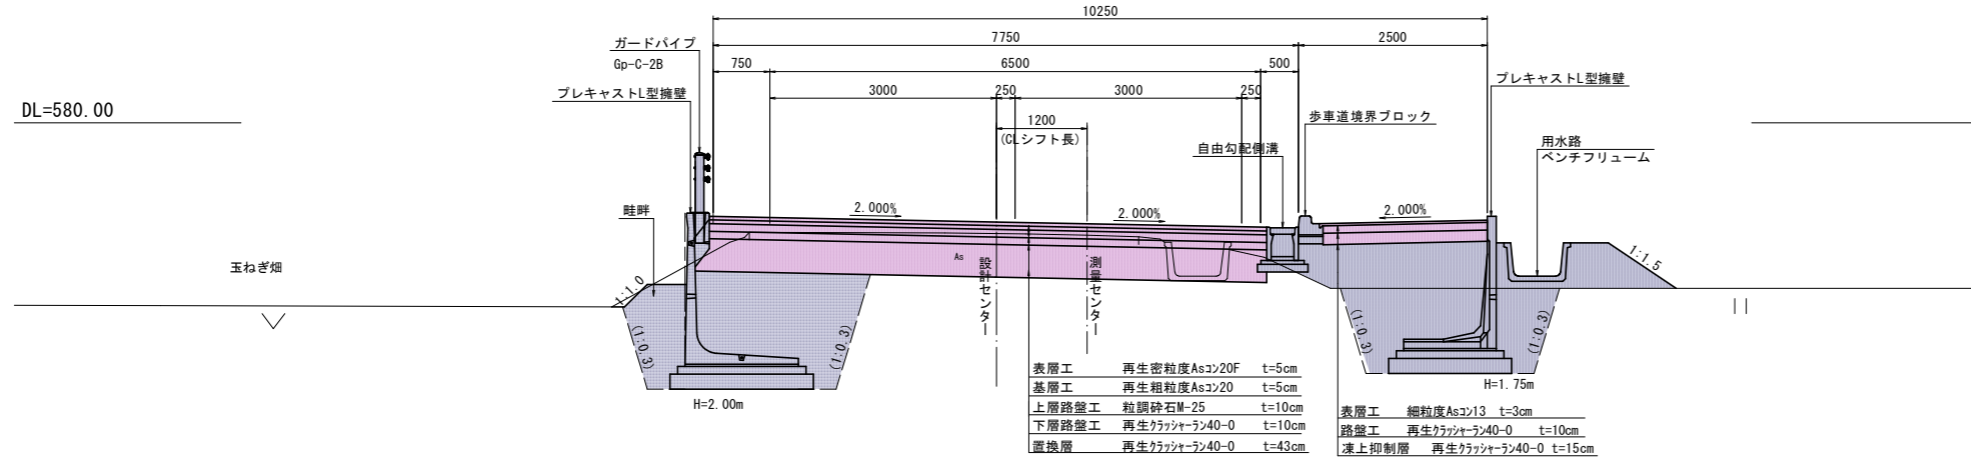 10250
7750
2500
750
6500
500
3000
250
3000
250
1200
(CLシフト長)
ガードパイプ
Gp-C-2B
プレキャストL型擁壁
DL=580.00
プレキャストL型擁壁
歩車道境界ブロック
自由勾配側溝
用水路
ベンチフリューム
畦畔
2.000%
2.000%
2.000%
玉ねぎ畑
1:1.0
As
設計センター
測量センター
1:1.5
(1:0.3)
(1:0.3)
(1:0.3)
(1:0.3)
H=2.00m
H=1.75m
表層工 再生密粒度Asコン20F t=5cm
基層工 再生粗粒度Asコン20 t=5cm
上層路盤工 粒調砕石M-25 t=10cm
下層路盤工 再生クラッシャーラン40-0 t=10cm
置換層 再生クラッシャーラン40-0 t=43cm
表層工 細粒度Asコン13 t=3cm
路盤工 再生クラッシャーラン40-0 t=10cm
凍上抑制層 再生クラッシャーラン40-0 t=15cm